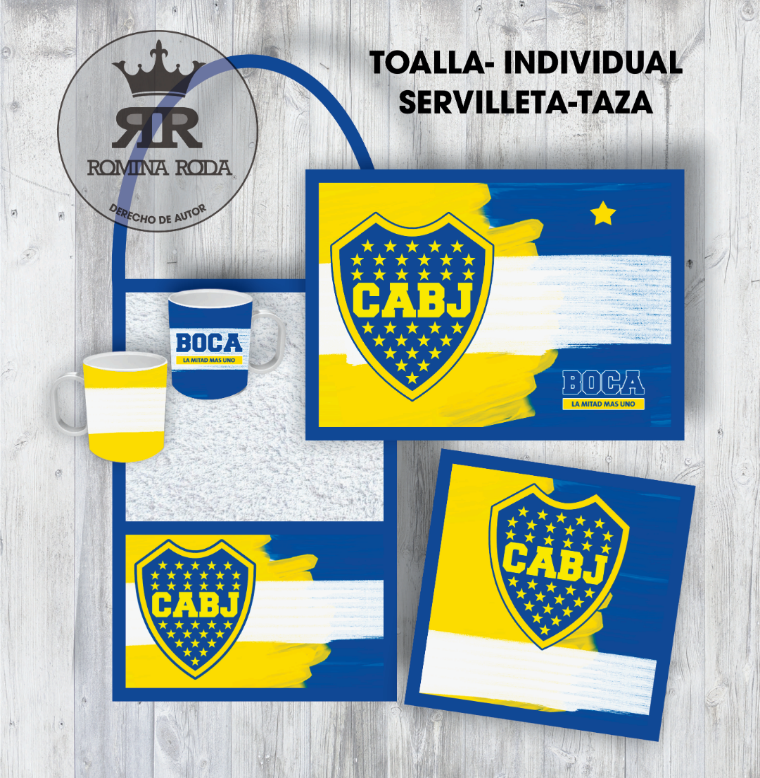 TOALLA- INDIVIDUAL
SERVILLETA-TAZA
RR
ROMINA RODA
DERECHO DE AUTOR
CABJ
BOCA
LA MITAD MAS UNO
BOCA
LA MITAD MAS UNO
CABJ
CABJ